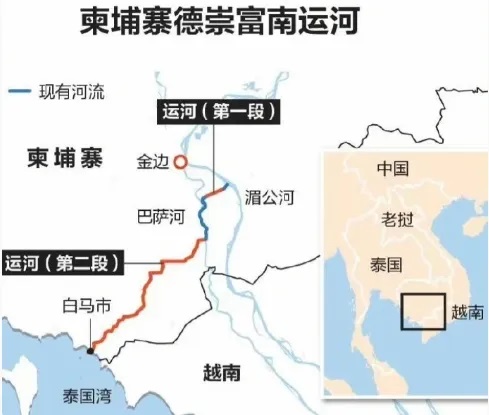 柬埔寨德崇富南运河
现有河流
运河（第一段）
柬埔寨
金边
湄公河
巴萨河
运河（第二段）
白马市
越南
泰国湾
中国
老挝
泰国
越南